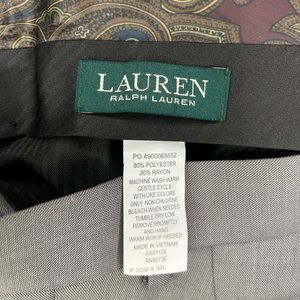 LAUREN
RALPH LAUREN
PO 4900065652
80% POLYESTER
20% RAYON
MACHINE WASH WARM
GENTLE CYCLE
WITH LIKE COLORS
ONLY NON-CHLORINE
BLEACH WHEN NEEDED
TUMBLE DRY LOW
REMOVE PROMPTLY
AND HANG
WARM IRON IF NEEDED
MADE IN VIETNAM
P 32W X 32L